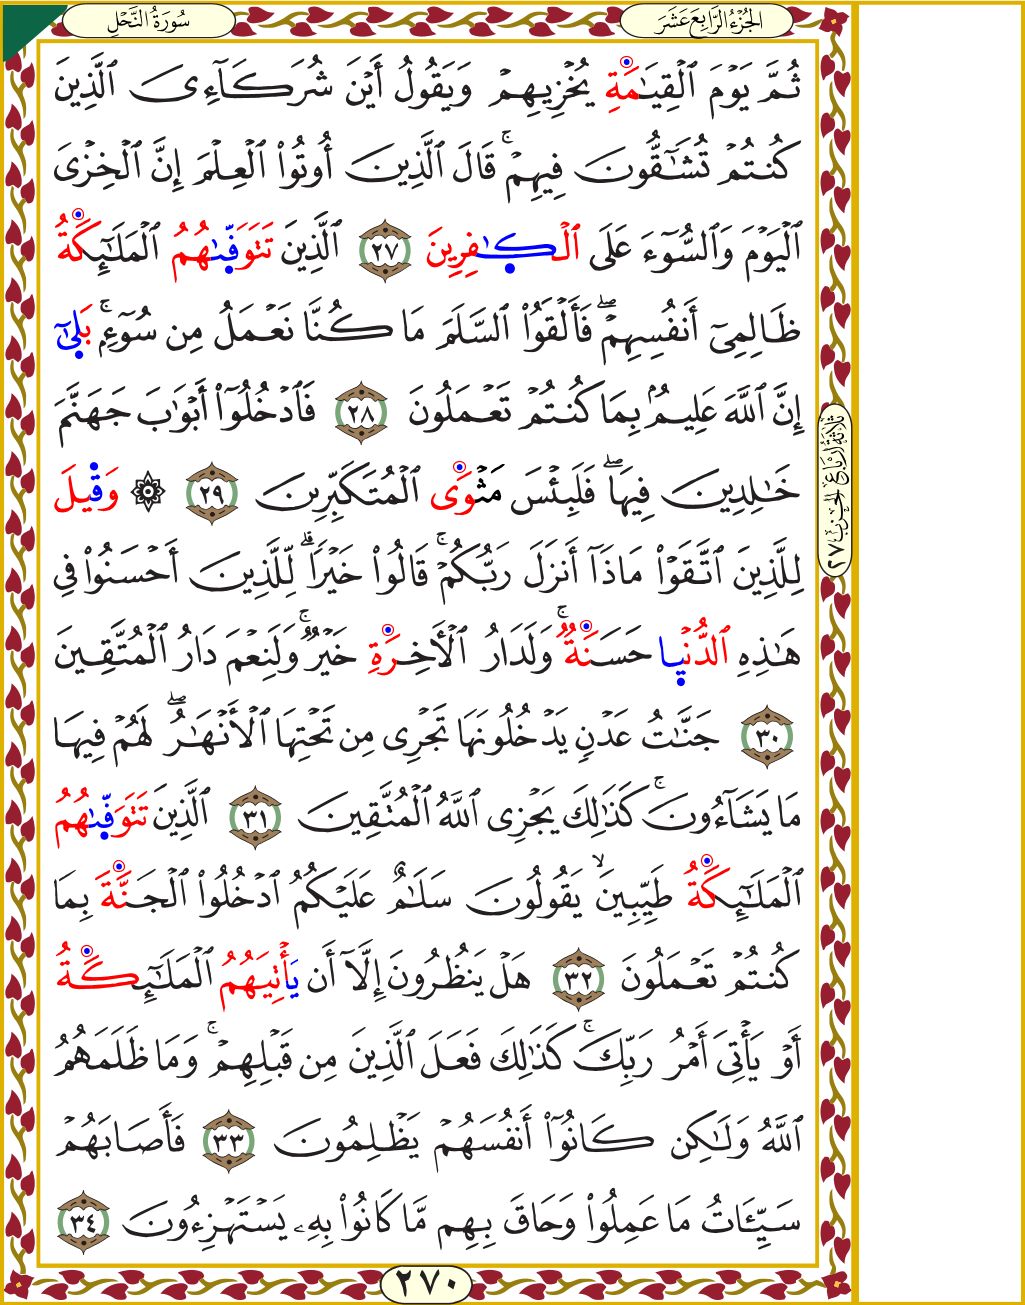 سُورَةُ النَّحْلِ
الجُزْءُ الرَّابِعَ عَشَرَ
ثُمَّ يَوْمَ ٱلْقِيَـٰمَةِ يُخْزِيهِمْ وَيَقُولُ أَيْنَ شُرَكَآءِىَ ٱلَّذِينَ
كُنتُمْ تُشَـٰٓقُّونَ فِيهِمْ ۚ قَالَ ٱلَّذِينَ أُوتُوا۟ ٱلْعِلْمَ إِنَّ ٱلْخِزْىَ
ٱلْيَوْمَ وَٱلسُّوٓءَ عَلَى ٱلْكَـٰفِرِينَ ٢٧ ٱلَّذِينَ تَتَوَفَّىٰهُمُ ٱلْمَلَـٰٓئِكَةُ
ظَالِمِىٓ أَنفُسِهِمْ ۖ فَأَلْقَوُا۟ ٱلسَّلَمَ مَا كُنَّا نَعْمَلُ مِن سُوٓءٍۭ ۚ بَلَىٰٓ
إِنَّ ٱللَّهَ عَلِيمٌۢ بِمَا كُنتُمْ تَعْمَلُونَ ٢٨ فَٱدْخُلُوٓا۟ أَبْوَٰبَ جَهَنَّمَ
خَـٰلِدِينَ فِيهَا ۖ فَلَبِئْسَ مَثْوَى ٱلْمُتَكَبِّرِينَ ٢٩ ۞ وَقِيلَ
لِلَّذِينَ ٱتَّقَوْا۟ مَاذَآ أَنزَلَ رَبُّكُمْ ۚ قَالُوا۟ خَيْرًا ۗ لِّلَّذِينَ أَحْسَنُوا۟ فِى
هَـٰذِهِ ٱلدُّنْيَا حَسَنَةٌ ۚ وَلَدَارُ ٱلْـَٔاخِرَةِ خَيْرٌ ۚ وَلَنِعْمَ دَارُ ٱلْمُتَّقِينَ
٣٠ جَنَّـٰتُ عَدْنٍ يَدْخُلُونَهَا تَجْرِى مِن تَحْتِهَا ٱلْأَنْهَـٰرُ ۖ لَهُمْ فِيهَا
مَا يَشَآءُونَ ۚ كَذَٰلِكَ يَجْزِى ٱللَّهُ ٱلْمُتَّقِينَ ٣١ ٱلَّذِينَ تَتَوَفَّىٰهُمُ
ٱلْمَلَـٰٓئِكَةُ طَيِّبِينَ ۙ يَقُولُونَ سَلَـٰمٌ عَلَيْكُمُ ٱدْخُلُوا۟ ٱلْجَنَّةَ بِمَا
كُنتُمْ تَعْمَلُونَ ٣٢ هَلْ يَنظُرُونَ إِلَّآ أَن يَأْتِيَهُمُ ٱلْمَلَـٰٓئِكَةُ
أَوْ يَأْتِىَ أَمْرُ رَبِّكَ ۚ كَذَٰلِكَ فَعَلَ ٱلَّذِينَ مِن قَبْلِهِمْ ۚ وَمَا ظَلَمَهُمُ
ٱللَّهُ وَلَـٰكِن كَانُوٓا۟ أَنفُسَهُمْ يَظْلِمُونَ ٣٣ فَأَصَابَهُمْ
سَيِّـَٔاتُ مَا عَمِلُوا۟ وَحَاقَ بِهِم مَّا كَانُوا۟ بِهِۦ يَسْتَهْزِءُونَ ٣٤
ثَلَاثَةُ أَرْبَاعِ الْحِزْبِ ٢٧
٢٧٠